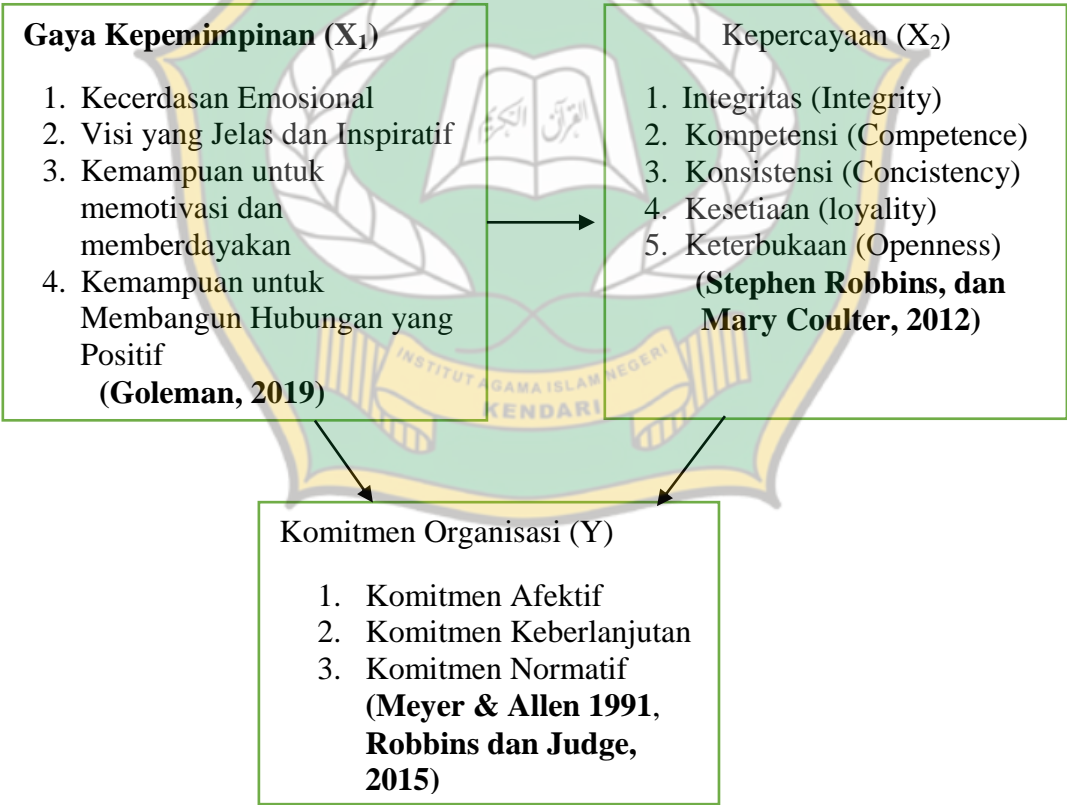 Gaya Kepemimpinan (X₁)
1. Kecerdasan Emosional
2. Visi yang Jelas dan Inspiratif
3. Kemampuan untuk
memotivasi dan
memberdayakan
4. Kemampuan untuk
Membangun Hubungan yang
Positif
(Goleman, 2019)
Kepercayaan (X₂)
1. Integritas (Integrity)
2. Kompetensi (Competence)
3. Konsistensi (Concistency)
4. Kesetiaan (loyality)
5. Keterbukaan (Openness)
(Stephen Robbins, dan
Mary Coulter, 2012)
القرآن الكريم
INSTITUT AGAMA ISLAM NEGERI
KENDARI
Komitmen Organisasi (Y)
1. Komitmen Afektif
2. Komitmen Keberlanjutan
3. Komitmen Normatif
(Meyer & Allen 1991,
Robbins dan Judge,
2015)